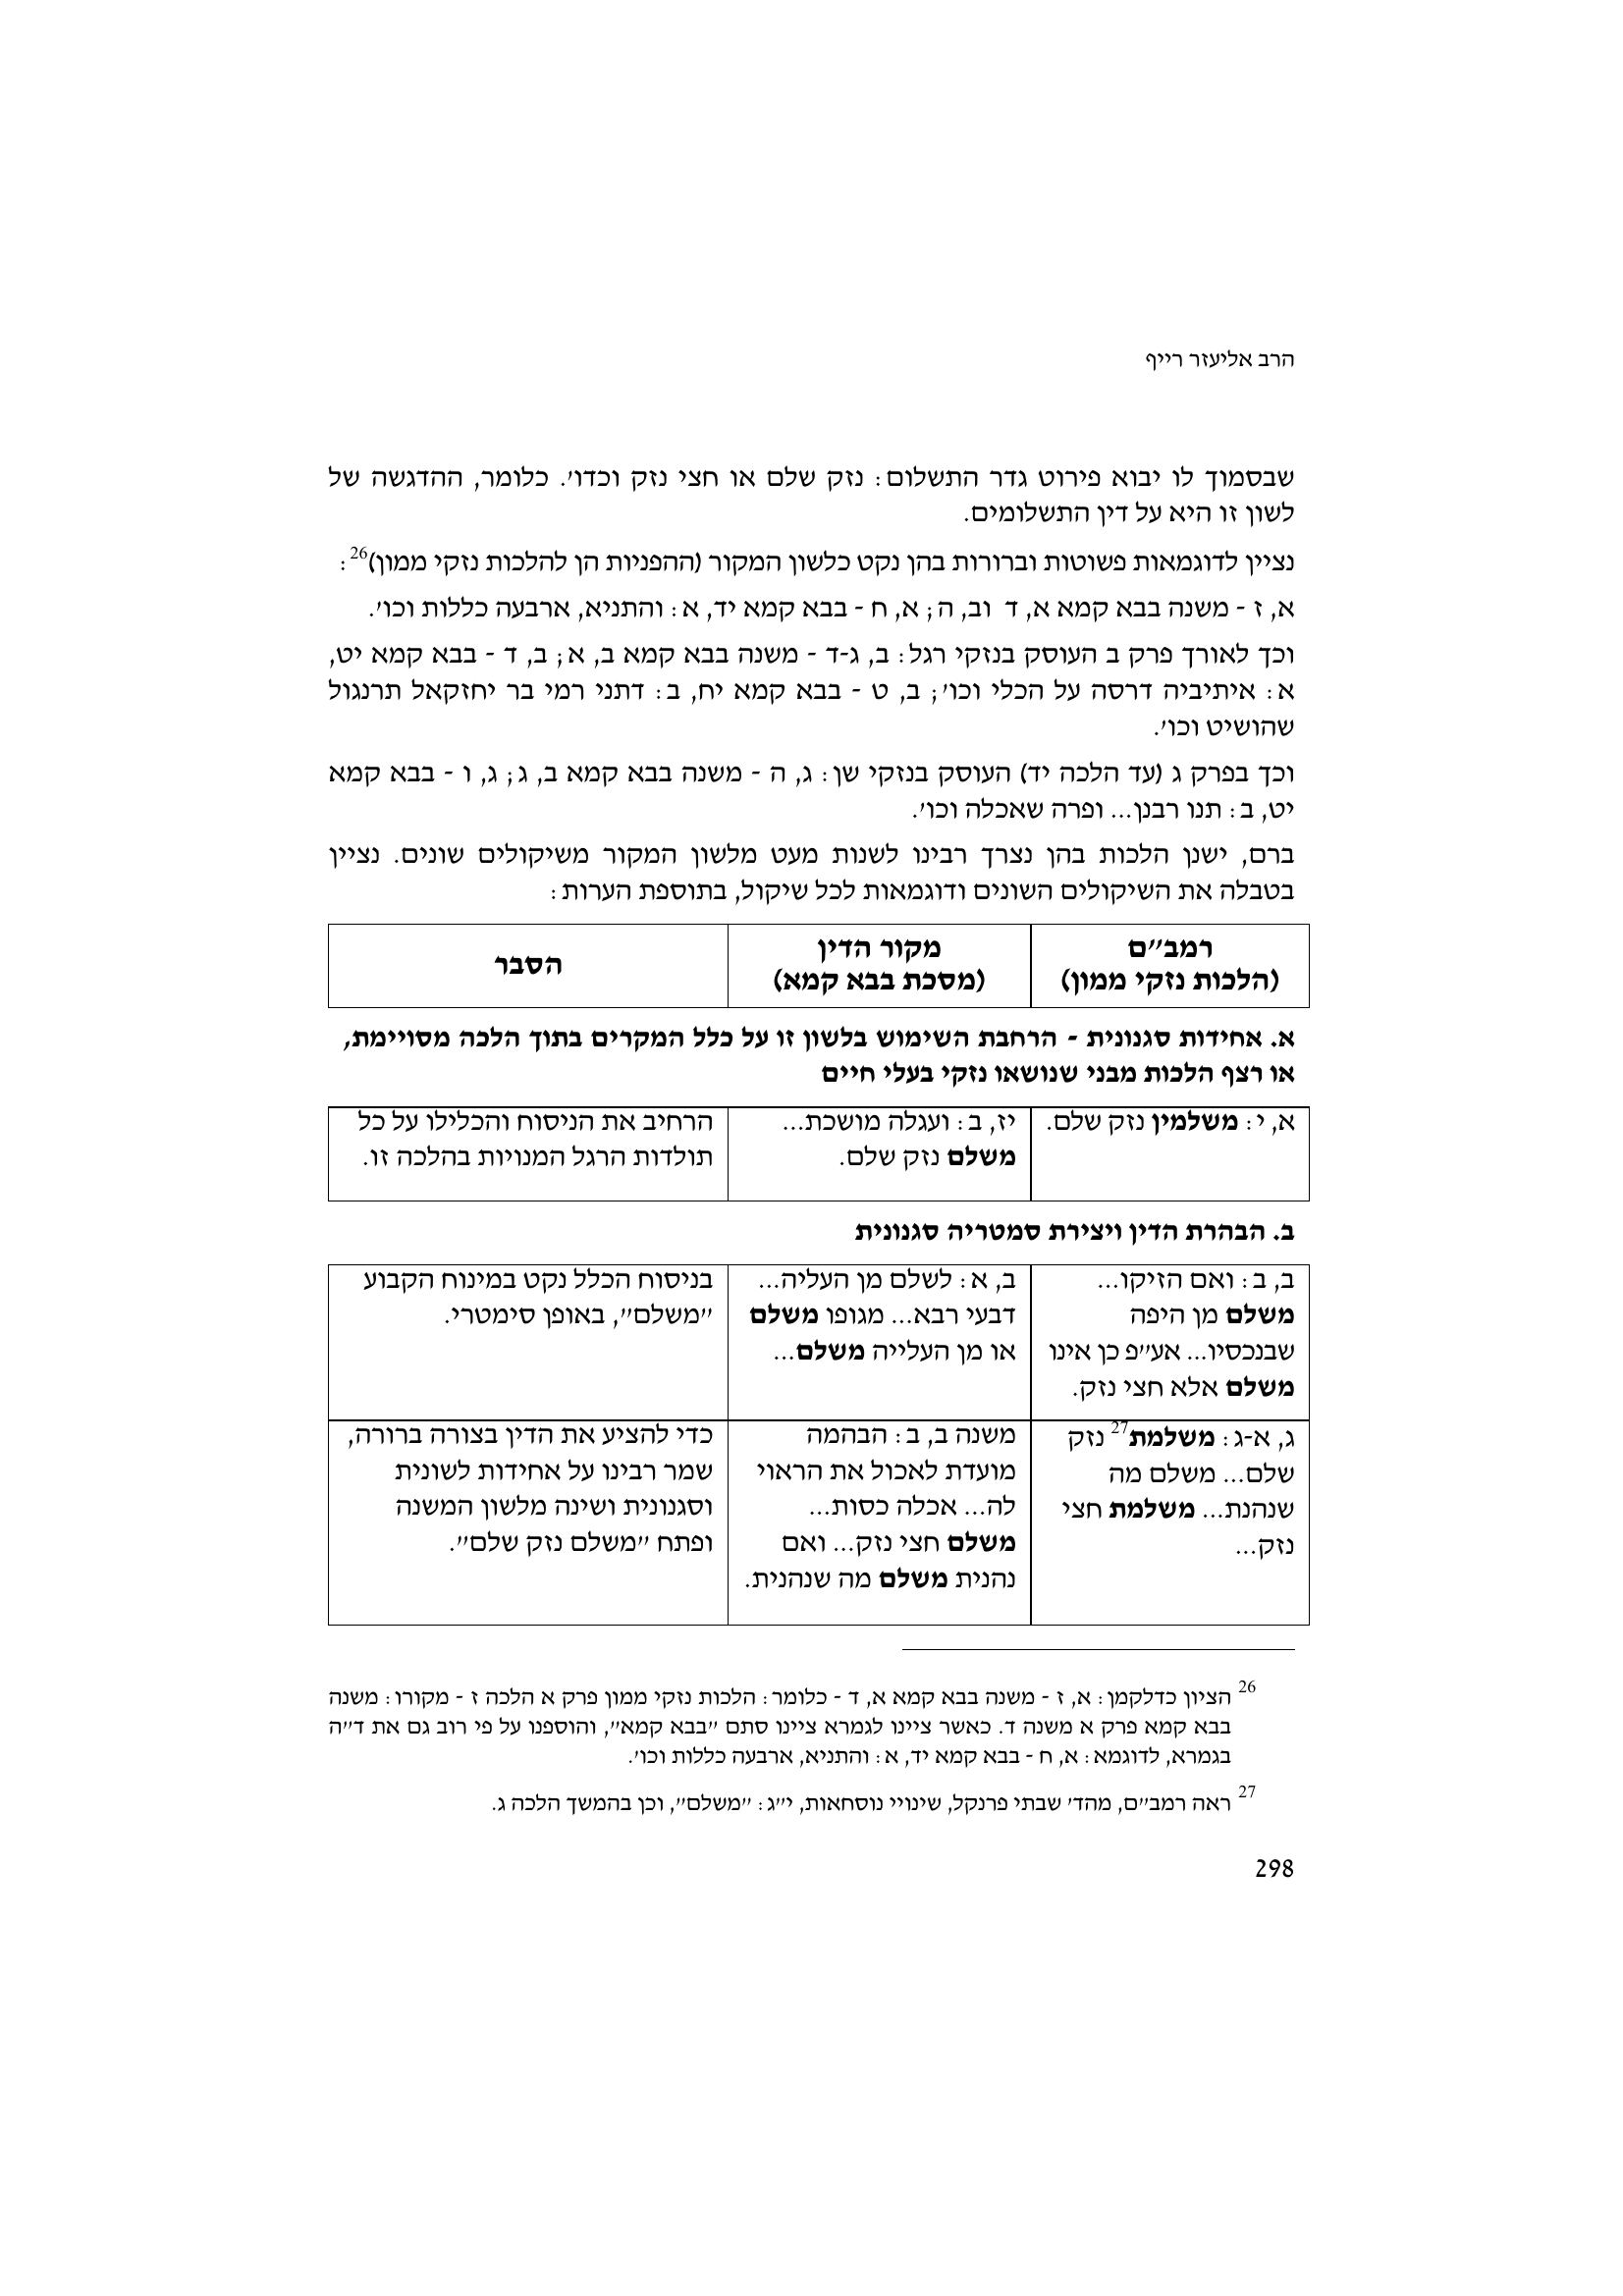 הרב אליעזר רייף
שבסמוך לו יבוא פירוט גדר התשלום: נזק שלם או חצי נזק וכדו׳. כלומר, ההדגשה של
לשון זו היא על דין התשלומים.
נציין לדוגמאות פשוטות וברורות בהן נקט כלשון המקור (ההפניות הן להלכות נזקי ממון)26:
א, ז - משנה בבא קמא א, ד וב, ה; א, ח - בבא קמא יד, א: והתניא, ארבעה כללות וכו׳.
וכך לאורך פרק ב העוסק בנזקי רגל: ב, ג-ד - משנה בבא קמא ב, א; ב, ד - בבא קמא יט,
א: איתיביה דרסה על הכלי וכו׳; ב, ט - בבא קמא יח, ב: דתני רמי בר יחזקאל תרנגול
שהושיט וכו׳.
וכך בפרק ג (עד הלכה יד) העוסק בנזקי שן: ג, ה - משנה בבא קמא ב, ג; ג, ו - בבא קמא
יט, ב: תנו רבנן... ופרה שאכלה וכו׳.
ברם, ישנן הלכות בהן נצרך רבינו לשנות מעט מלשון המקור משיקולים שונים. נציין
בטבלה את השיקולים השונים ודוגמאות לכל שיקול, בתוספת הערות:
רמב״ם
(הלכות נזקי ממון)
מקור הדין
(מסכת בבא קמא)
הסבר
א. אחידות סגנונית - הרחבת השימוש בלשון זו על כלל המקרים בתוך הלכה מסויימת,
או רצף הלכות מבני שנושאו נזקי בעלי חיים
א, י: משלמין נזק שלם.
יז, ב: ועגלה מושכת...
משלם נזק שלם.
הרחיב את הניסוח והכלילו על כל
תולדות הרגל המנויות בהלכה זו.
ב. הבהרת הדין ויצירת סמטריה סגנונית
ב, ב: ואם הזיקו...
משלם מן היפה
שבנכסיו... אע״פ כן אינו
משלם אלא חצי נזק.
ב, א: לשלם מן העליה...
דבעי רבא... מגופו משלם
או מן העלייה משלם...
בניסוח הכלל נקט במינוח הקבוע
״משלם״, באופן סימטרי.
ג, א-ג: משלמת27 נזק
שלם... משלם מה
שנהנת... משלמת חצי
נזק...
משנה ב, ב: הבהמה
מועדת לאכול את הראוי
לה... אכלה כסות...
משלם חצי נזק... ואם
נהנית משלם מה שנהנית.
כדי להציע את הדין בצורה ברורה,
שמר רבינו על אחידות לשונית
וסגנונית ושינה מלשון המשנה
ופתח ״משלם נזק שלם״.
26 הציון כדלקמן: א, ז - משנה בבא קמא א, ד - כלומר: הלכות נזקי ממון פרק א הלכה ז - מקורו: משנה
בבא קמא פרק א משנה ד. כאשר ציינו לגמרא ציינו סתם ״בבא קמא״, והוספנו על פי רוב גם את ד״ה
בגמרא, לדוגמא: א, ח - בבא קמא יד, א: והתניא, ארבעה כללות וכו׳.
27 ראה רמב״ם, מהד׳ שבתי פרנקל, שינויי נוסחאות, י״ג: ״משלם״, וכן בהמשך הלכה ג.
298